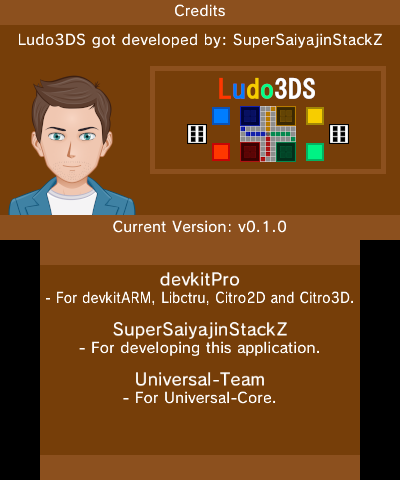 Credits
Ludo3DS got developed by: SuperSaiyajinStackZ
Ludo3DS
Current Version: v0.1.0
devkitPro
- For devkitARM, Libctru, Citro2D and Citro3D.
SuperSaiyajinStackZ
- For developing this application.
Universal-Team
- For Universal-Core.